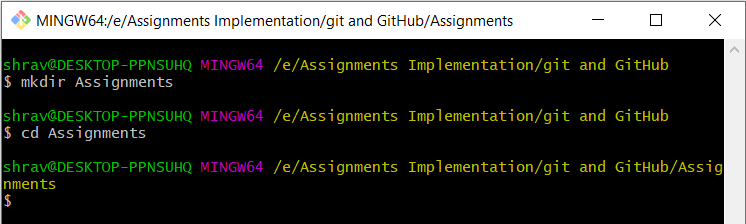 MINGW64:/e/Assignments Implementation/git and GitHub/Assignments
shrav@DESKTOP-PPNSUHQ MINGW64 /e/Assignments Implementation/git and GitHub
$ mkdir Assignments
shrav@DESKTOP-PPNSUHQ MINGW64 /e/Assignments Implementation/git and GitHub
$ cd Assignments
shrav@DESKTOP-PPNSUHQ MINGW64 /e/Assignments Implementation/git and GitHub/Assig
nments
$